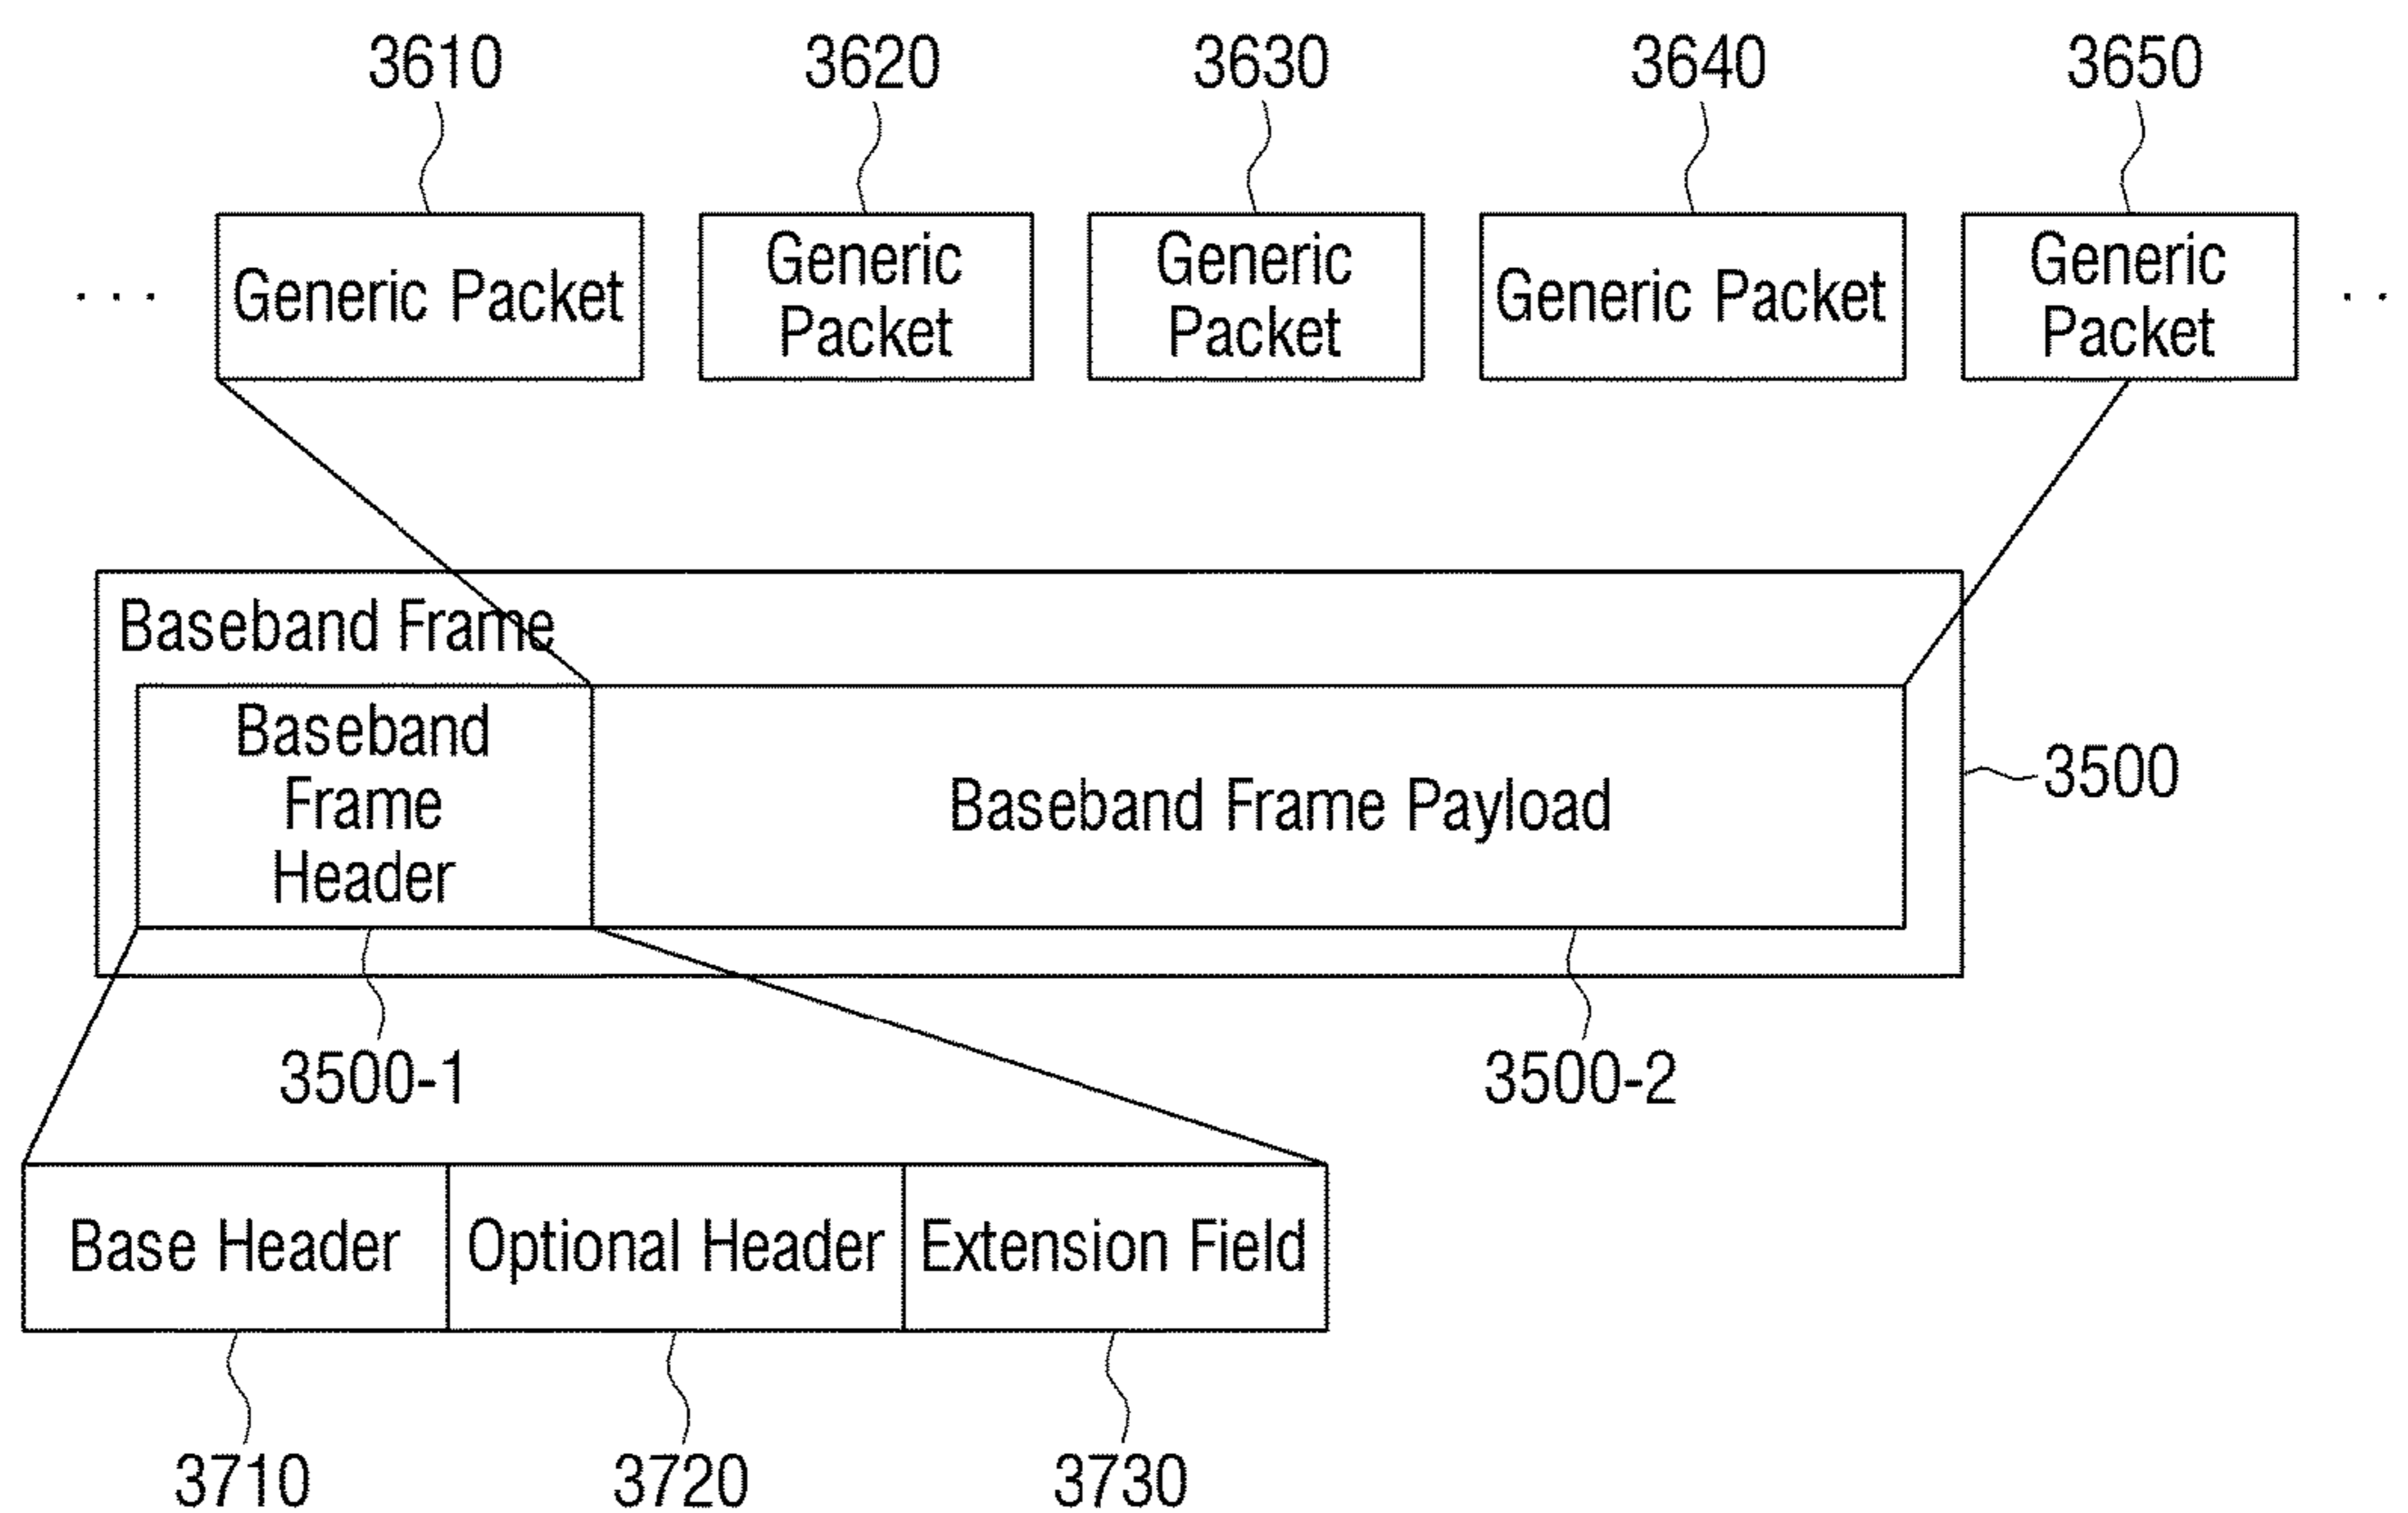 3610
3620
3630
3640
3650
. . .
Generic Packet
Generic
Packet
Generic
Packet
Generic Packet
Generic
Packet
. .
Baseband Frame
Baseband
Frame
Header
Baseband Frame Payload
3500
3500-1
3500-2
Base Header
Optional Header
Extension Field
3710
3720
3730